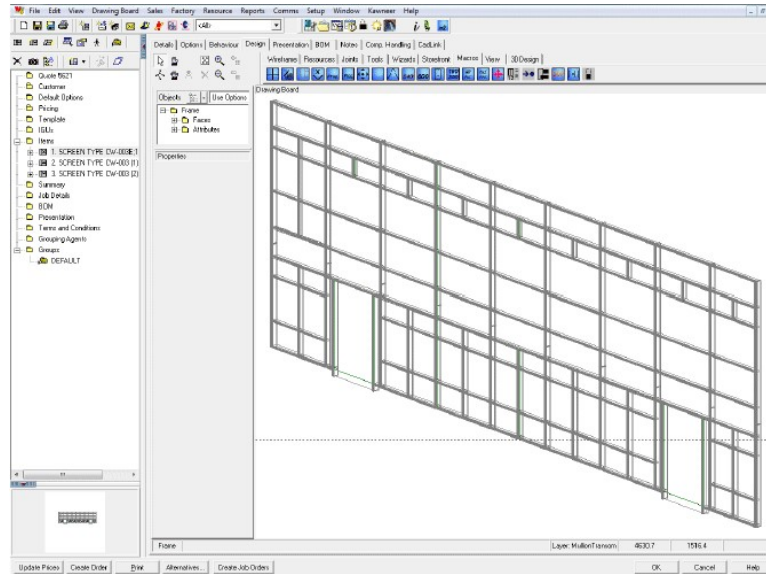 File Edit View Drawing Board Sales Factory Resource Reports Comms Setup Window Kawneer Help
<All>
Details Options Behaviour Design Presentation BOM Notes Comp. Handling CadLink
Wireframe Resources Joints Tools Wizards Storefront Macros View 3D Design
Quote 5621
Customer
Default Options
Pricing
Template
IGUs
Items
1. SCREEN TYPE CW-003E.1
2. SCREEN TYPE CW-003 (1)
3. SCREEN TYPE CW-003 (2)
Summary
Job Details
BOM
Presentation
Terms and Conditions
Grouping Agents
Groups
DEFAULT
Objects Use Options
Frame
Faces
Attributes
Properties
Drawing Board
Frame Layer: MullionTransom 4630.7 1516.4
Update Prices Create Order Print Alternatives... Create Job Orders OK Cancel Help